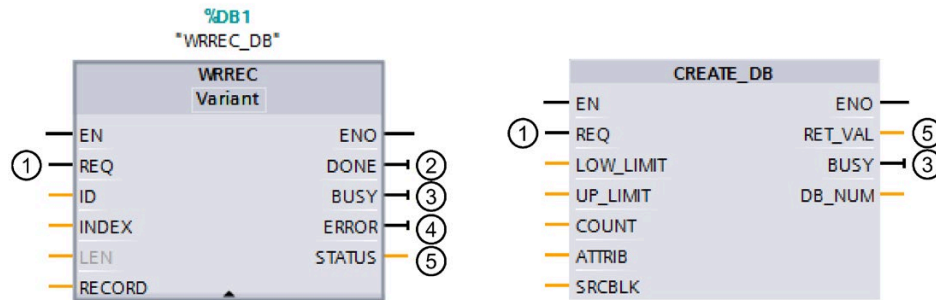 %DB1
"WRREC_DB"
WRREC
Variant
EN ENO
① REQ DONE ②
ID BUSY ③
INDEX ERROR ④
LEN STATUS ⑤
RECORD
CREATE_DB
EN ENO
① REQ RET_VAL ⑤
LOW_LIMIT BUSY ③
UP_LIMIT DB_NUM
COUNT
ATTRIB
SRCBLK